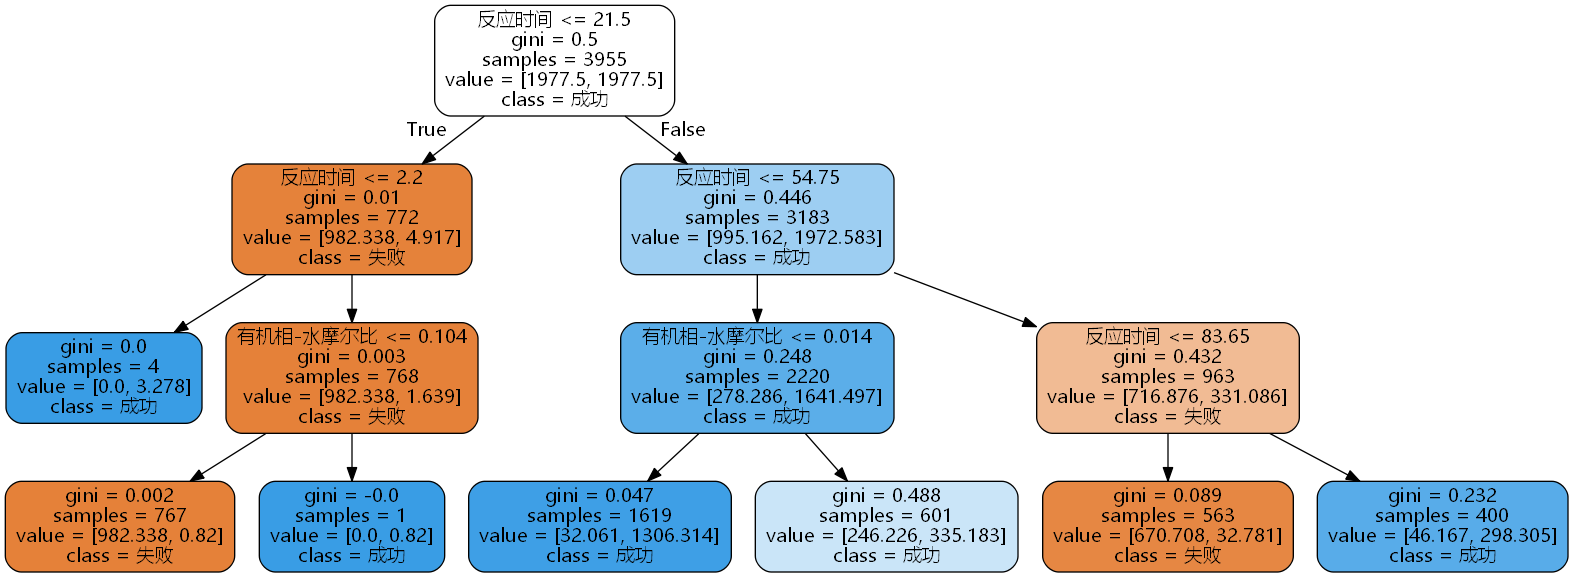 反应时间 <= 21.5
gini = 0.5
samples = 3955
value = [1977.5, 1977.5]
class = 成功
True
False
反应时间 <= 2.2
gini = 0.01
samples = 772
value = [982.338, 4.917]
class = 失败
反应时间 <= 54.75
gini = 0.446
samples = 3183
value = [995.162, 1972.583]
class = 成功
gini = 0.0
samples = 4
value = [0.0, 3.278]
class = 成功
有机相-水摩尔比 <= 0.104
gini = 0.003
samples = 768
value = [982.338, 1.639]
class = 失败
有机相-水摩尔比 <= 0.014
gini = 0.248
samples = 2220
value = [278.286, 1641.497]
class = 成功
反应时间 <= 83.65
gini = 0.432
samples = 963
value = [716.876, 331.086]
class = 失败
gini = 0.002
samples = 767
value = [982.338, 0.82]
class = 失败
gini = -0.0
samples = 1
value = [0.0, 0.82]
class = 成功
gini = 0.047
samples = 1619
value = [32.061, 1306.314]
class = 成功
gini = 0.488
samples = 601
value = [246.226, 335.183]
class = 成功
gini = 0.089
samples = 563
value = [670.708, 32.781]
class = 失败
gini = 0.232
samples = 400
value = [46.167, 298.305]
class = 成功